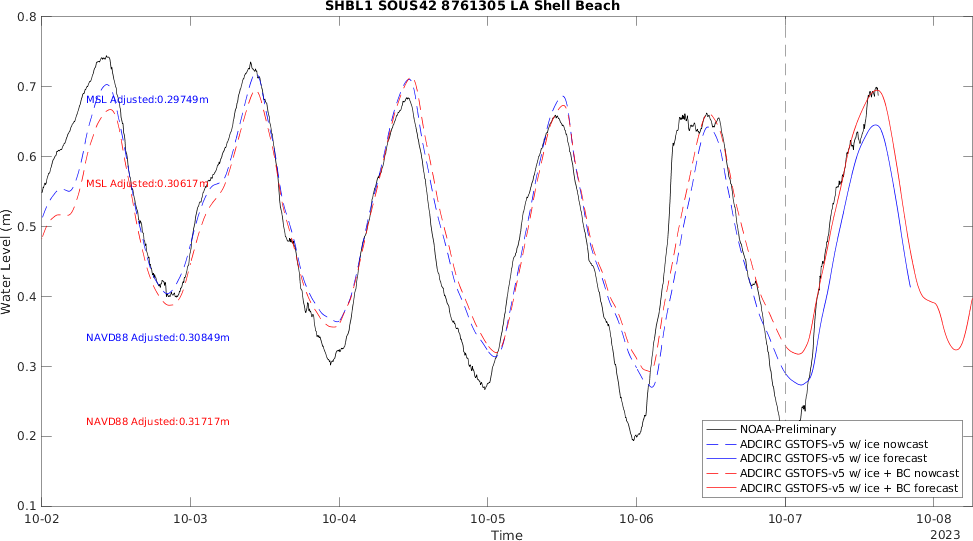 SHBL1 SOUS42 8761305 LA Shell Beach
0.8
0.7
MSL Adjusted:0.29749m
0.6
MSL Adjusted:0.30617m
0.5
Water Level (m)
0.4
NAVD88 Adjusted:0.30849m
0.3
NAVD88 Adjusted:0.31717m
0.2
NOAA-Preliminary
ADCIRC GSTOFS-v5 w/ ice nowcast
ADCIRC GSTOFS-v5 w/ ice forecast
ADCIRC GSTOFS-v5 w/ ice + BC nowcast
ADCIRC GSTOFS-v5 w/ ice + BC forecast
0.1
10-02 10-03 10-04 10-05 10-06 10-07 10-08
Time
2023